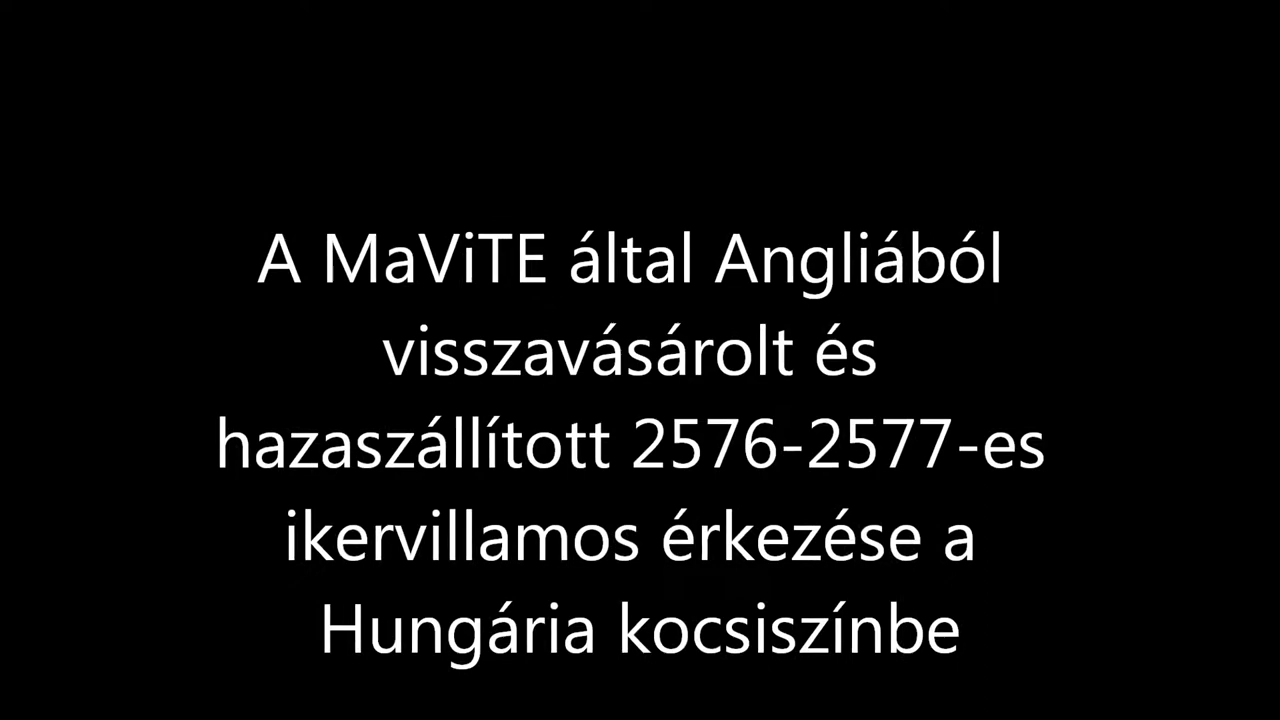 A MaViTE által Angliából
visszavásárolt és
hazaszállított 2576-2577-es
ikervillamos érkezése a
Hungária kocsiszínbe